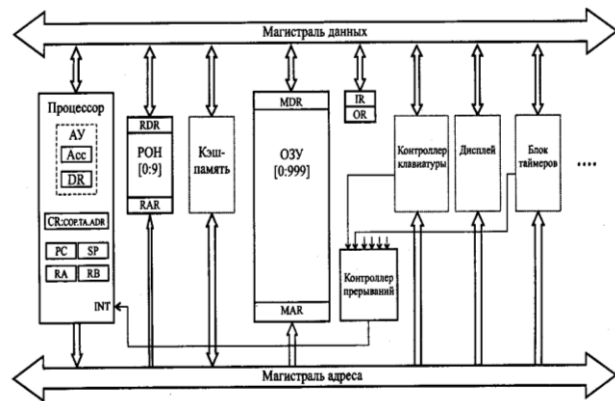 Магистраль данных
Процессор
АУ
Acc
DR
CR:COP.TA.ADR
PC
SP
RA
RB
INT
RDR
РОН
[0:9]
RAR
Кэш-
память
MDR
ОЗУ
[0:999]
MAR
IR
OR
Контроллер
клавиатуры
Дисплей
Блок
таймеров
....
Контроллер
прерываний
Магистраль адреса